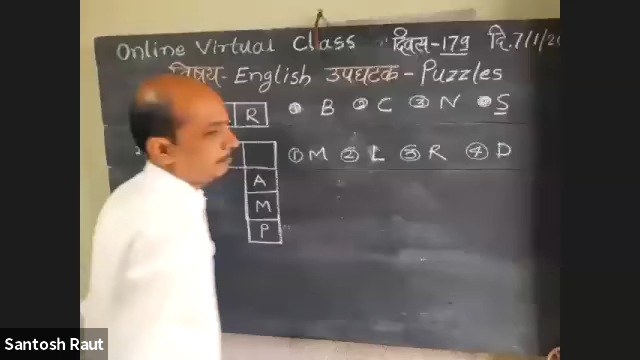 Online Virtual Class दिवस-179 दि.7/1/20
विषय- English उपघटक - Puzzles
R ① B ② C ③ N ④ S
① M ② L ③ R ④ D
A
M
P
Santosh Raut